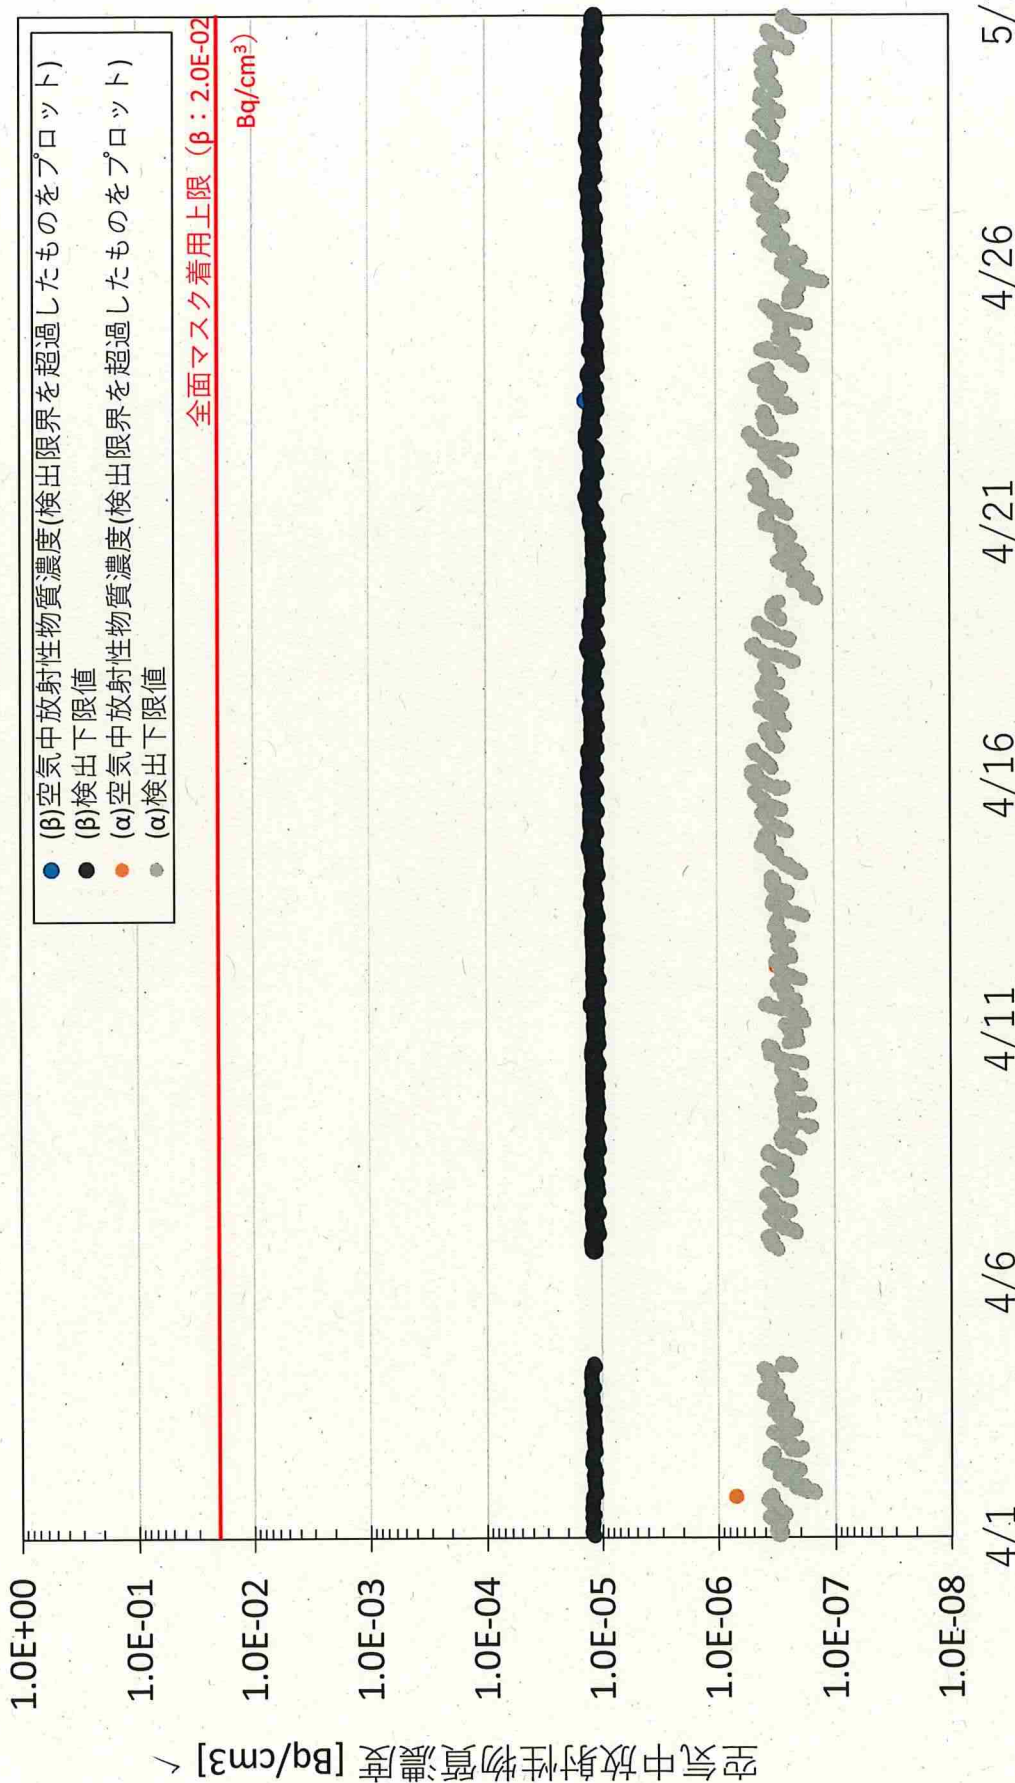 ● (β)空気中放射性物質濃度(検出限界を超過したものをプロット)
● (β)検出下限値
● (α)空気中放射性物質濃度(検出限界を超過したものをプロット)
● (α)検出下限値
全面マスク着用上限（β：2.0E-02
Bq/cm³）
空気中放射性物質濃度 [Bq/cm3]
1.0E+00
1.0E-01
1.0E-02
1.0E-03
1.0E-04
1.0E-05
1.0E-06
1.0E-07
1.0E-08
4/1
4/6
4/11
4/16
4/21
4/26
5/